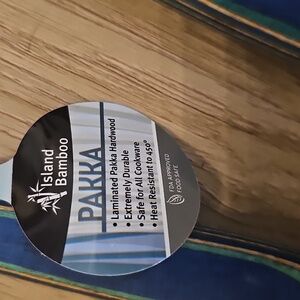 Island
Bamboo
PAKKA
• Laminated Pakka Hardwood
• Extremely Durable
• Safe for All Cookware
• Heat Resistant to 450°
FDA APPROVED
FOOD SAFE